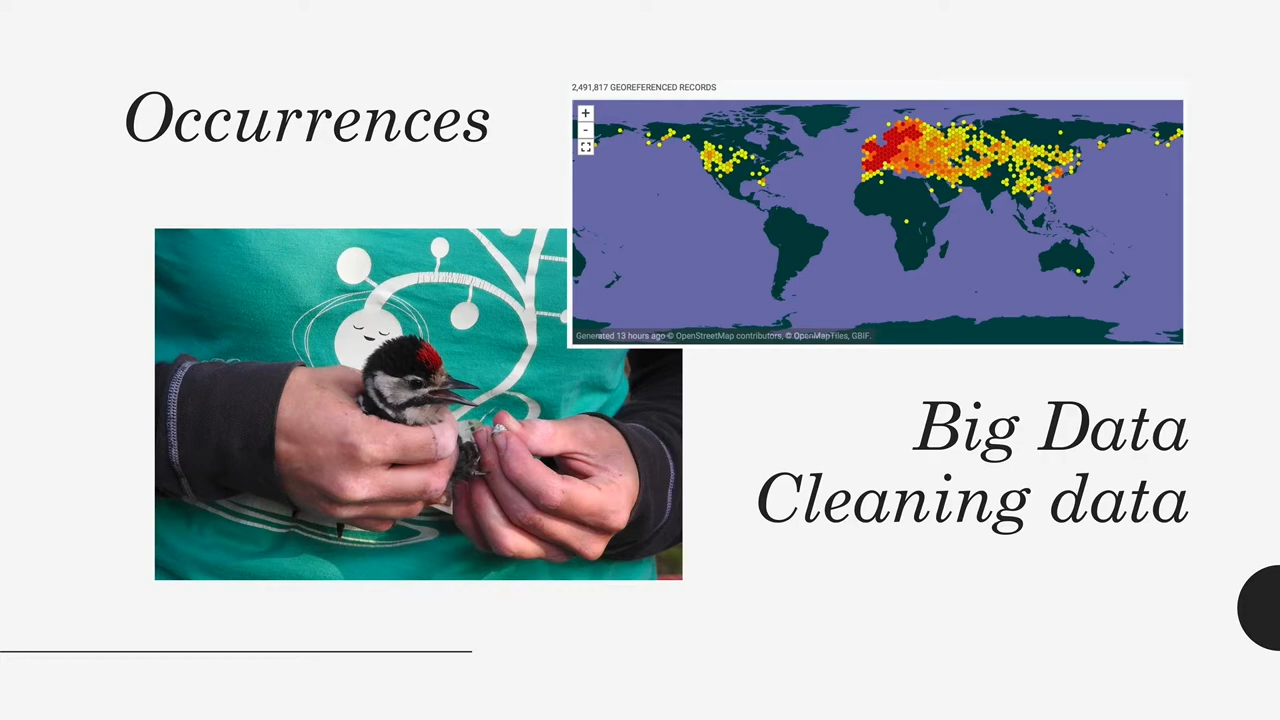 Occurrences
2,491,817 GEOREFERENCED RECORDS
+
-
Generated 13 hours ago © OpenStreetMap contributors, © OpenMapTiles, GBIF.
Big Data
Cleaning data